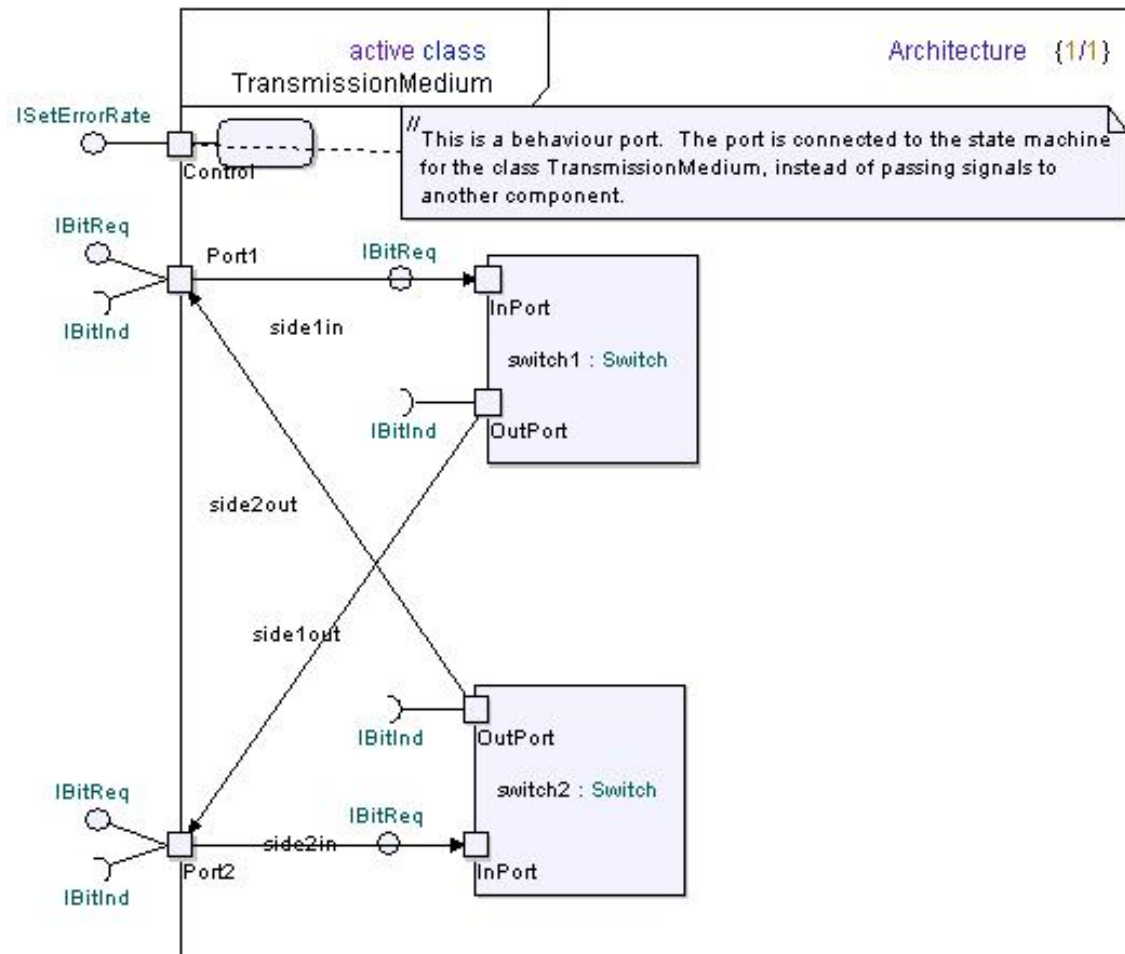 active class
TransmissionMedium
Architecture {1/1}
ISetErrorRate
Control
//
This is a behaviour port. The port is connected to the state machine
for the class TransmissionMedium, instead of passing signals to
another component.
IBitReq
Port1
IBitReq
IBitInd
side1in
InPort
switch1 : Switch
IBitInd
OutPort
side2out
side1out
IBitInd
OutPort
switch2 : Switch
IBitReq
IBitReq
side2in
IBitInd
Port2
InPort